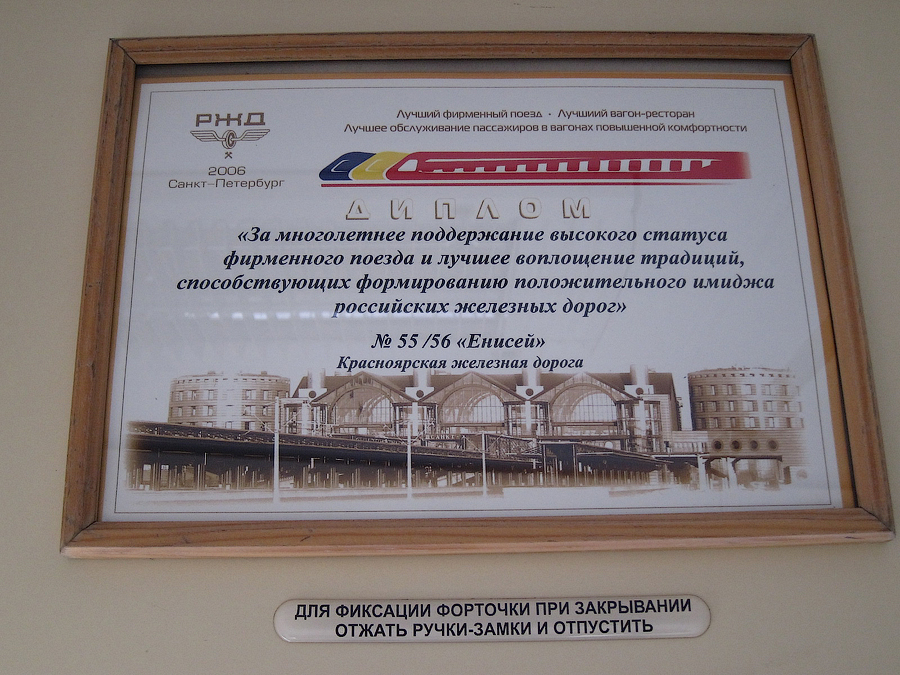 РЖД
2006
Санкт-Петербург
Лучший фирменный поезд • Лучшиий вагон-ресторан
Лучшее обслуживание пассажиров в вагонах повышенной комфортности
ДИПЛОМ
«За многолетнее поддержание высокого статуса
фирменного поезда и лучшее воплощение традиций,
способствующих формированию положительного имиджа
российских железных дорог»
№ 55 /56 «Енисей»
Красноярская железная дорога
ДЛЯ ФИКСАЦИИ ФОРТОЧКИ ПРИ ЗАКРЫВАНИИ
ОТЖАТЬ РУЧКИ-ЗАМКИ И ОТПУСТИТЬ